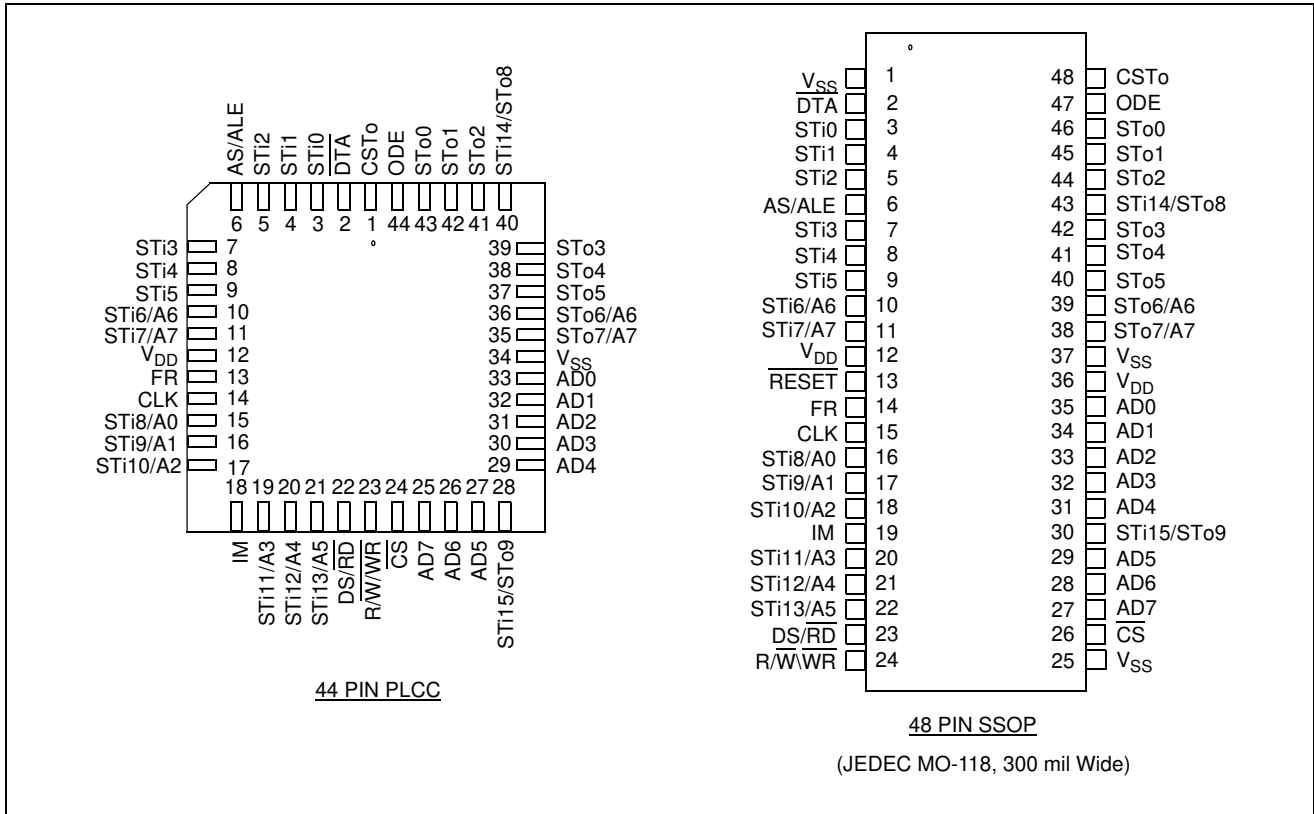 AS/ALE
STi2
STi1
STi0
DTA
CSTo
ODE
STo0
STo1
STo2
STi14/STo8
6 5 4 3 2 1 44 43 42 41 40
STi3 7
STi4 8
STi5 9
STi6/A6 10
STi7/A7 11
VDD 12
FR 13
CLK 14
STi8/A0 15
STi9/A1 16
STi10/A2 17
39 STo3
38 STo4
37 STo5
36 STo6/A6
35 STo7/A7
34 VSS
33 AD0
32 AD1
31 AD2
30 AD3
29 AD4
18 19 20 21 22 23 24 25 26 27 28
IM
STi11/A3
STi12/A4
STi13/A5
DS/RD
R/W/WR
CS
AD7
AD6
AD5
STi15/STo9
44 PIN PLCC
VSS 1
DTA 2
STi0 3
STi1 4
STi2 5
AS/ALE 6
STi3 7
STi4 8
STi5 9
STi6/A6 10
STi7/A7 11
VDD 12
RESET 13
FR 14
CLK 15
STi8/A0 16
STi9/A1 17
STi10/A2 18
IM 19
STi11/A3 20
STi12/A4 21
STi13/A5 22
DS/RD 23
R/W\WR 24
48 CSTo
47 ODE
46 STo0
45 STo1
44 STo2
43 STi14/STo8
42 STo3
41 STo4
40 STo5
39 STo6/A6
38 STo7/A7
37 VSS
36 VDD
35 AD0
34 AD1
33 AD2
32 AD3
31 AD4
30 STi15/STo9
29 AD5
28 AD6
27 AD7
26 CS
25 VSS
48 PIN SSOP
(JEDEC MO-118, 300 mil Wide)